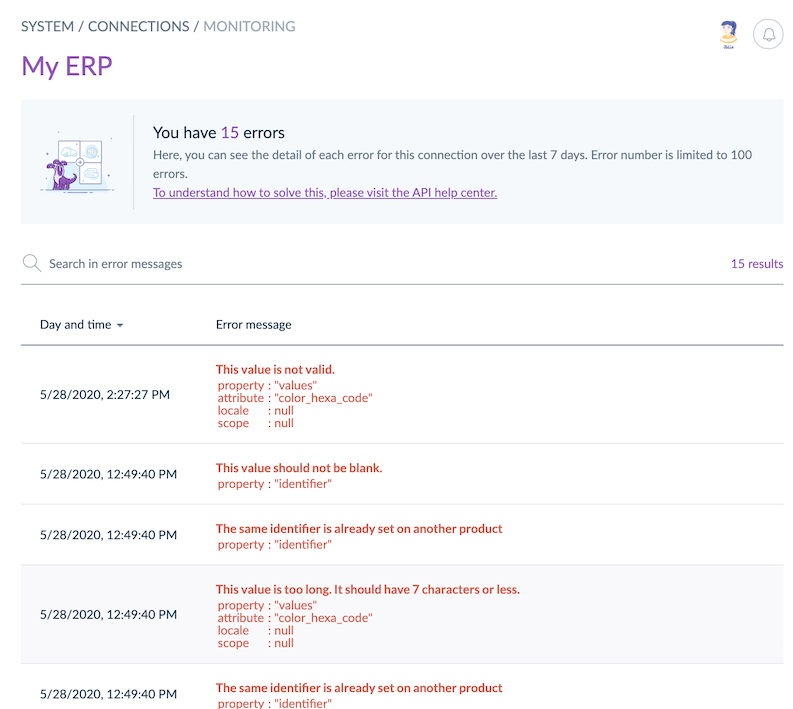 SYSTEM / CONNECTIONS / MONITORING
My ERP
You have 15 errors
Here, you can see the detail of each error for this connection over the last 7 days. Error number is limited to 100
errors.
To understand how to solve this, please visit the API help center.
Search in error messages
15 results
Day and time
Error message
This value is not valid.
property : "values"
attribute : "color_hexa_code"
locale : null
scope : null
5/28/2020, 2:27:27 PM
This value should not be blank.
property : "identifier"
5/28/2020, 12:49:40 PM
The same identifier is already set on another product
property : "identifier"
5/28/2020, 12:49:40 PM
This value is too long. It should have 7 characters or less.
property : "values"
attribute : "color_hexa_code"
locale : null
scope : null
5/28/2020, 12:49:40 PM
The same identifier is already set on another product
property : "identifier"
5/28/2020, 12:49:40 PM